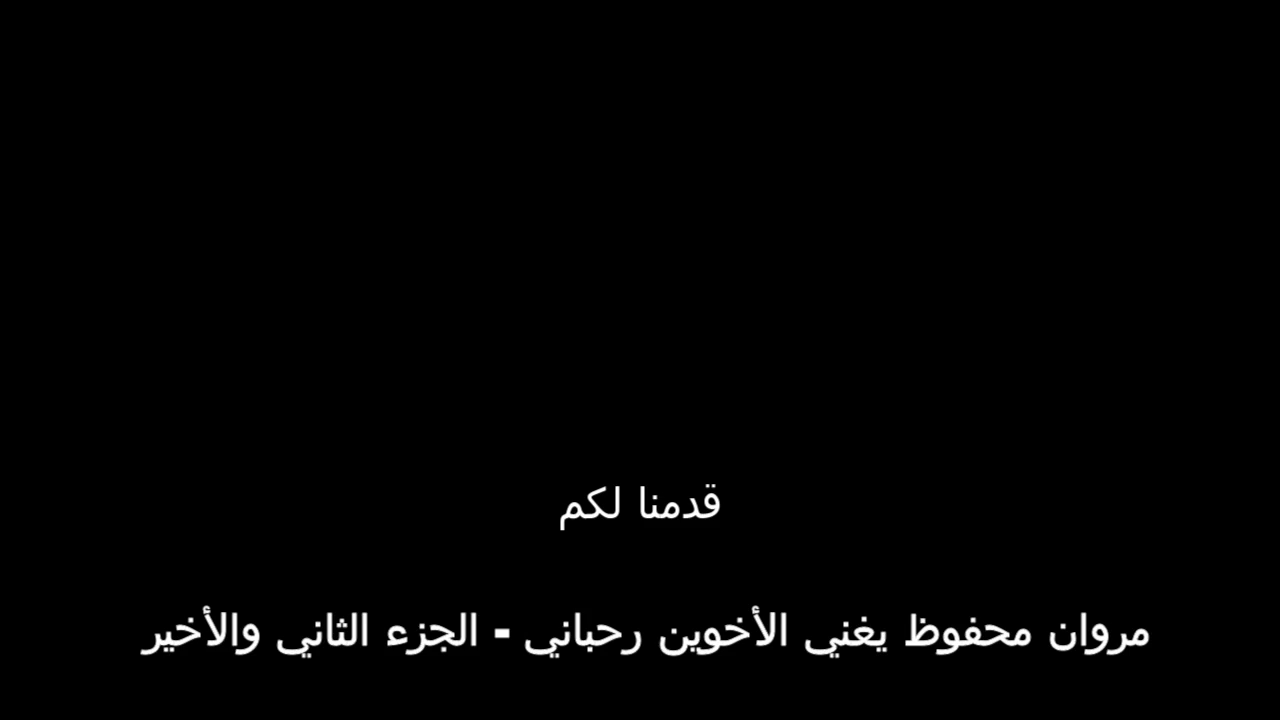 قدمنا لكم
مروان محفوظ يغني الأخوين رحباني - الجزء الثاني والأخير